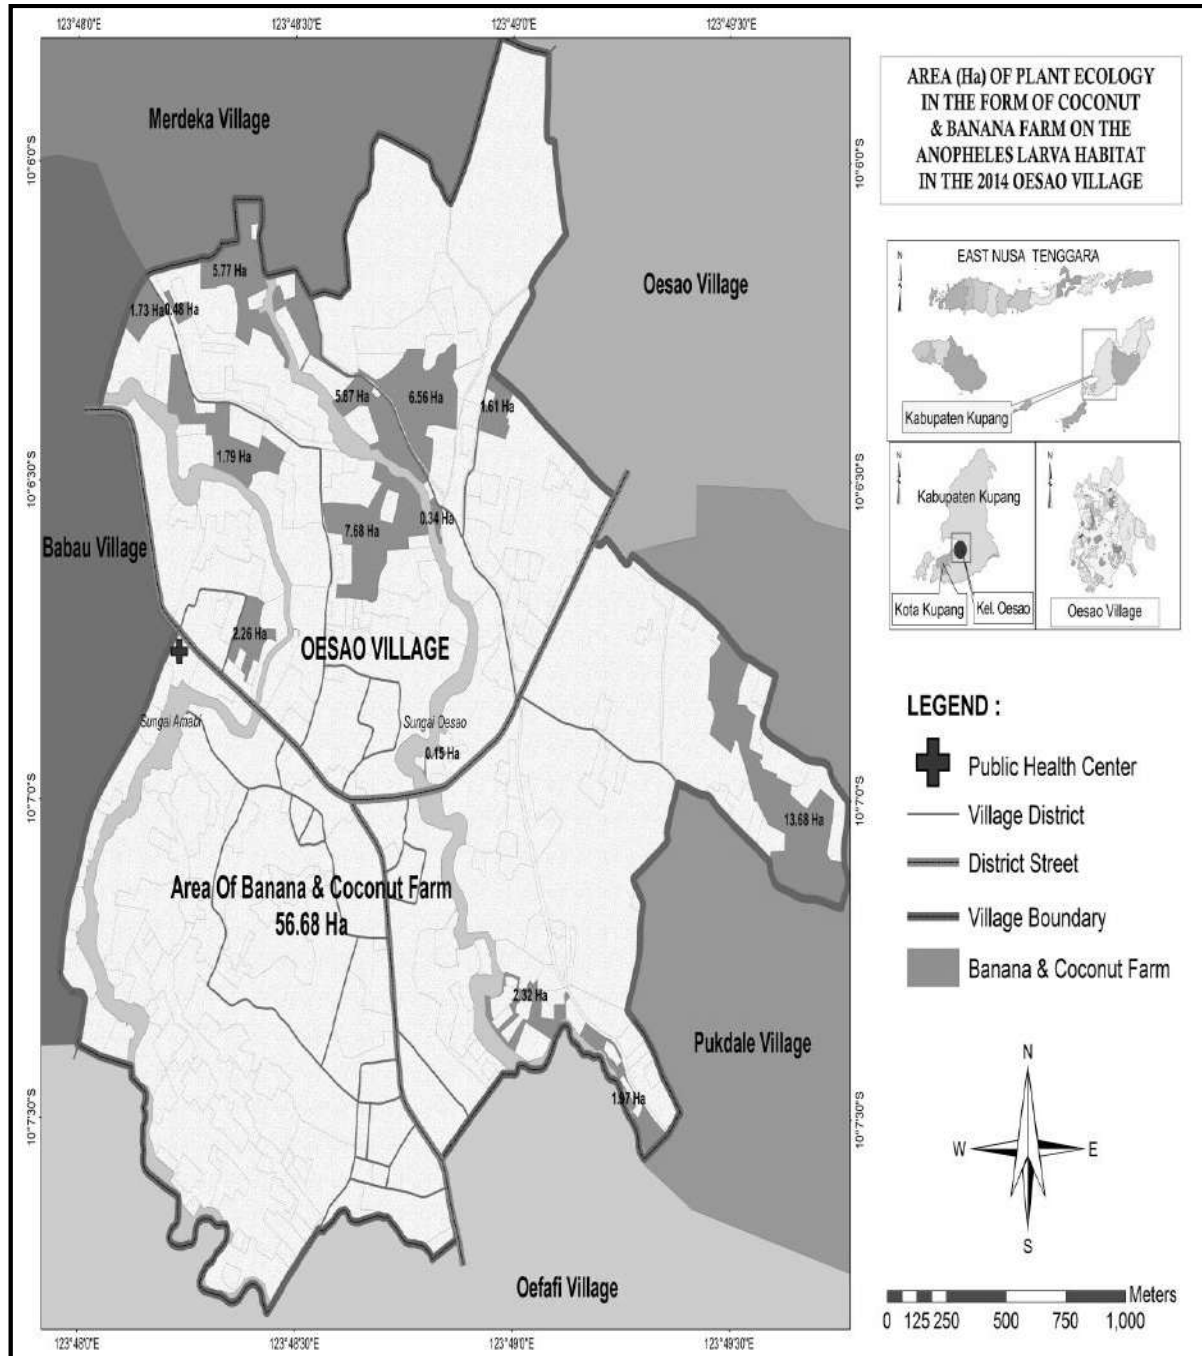 123°48'0"E
123°48'30"E
123°49'0"E
123°49'30"E
10°6'0"S
10°6'30"S
10°7'0"S
10°7'30"S
Merdeka Village
Oesao Village
Babau Village
5.77 Ha
1.73 Ha
0.48 Ha
5.87 Ha
6.56 Ha
1.61 Ha
1.79 Ha
7.68 Ha
0.34 Ha
2.26 Ha
OESAO VILLAGE
Sungai Amabi
Sungai Oesao
0.15 Ha
13.68 Ha
Area Of Banana & Coconut Farm
56.68 Ha
2.32 Ha
Pukdale Village
1.97 Ha
Oefafi Village
10°6'0"S
10°6'30"S
10°7'0"S
10°7'30"S
123°48'0"E
123°48'30"E
123°49'0"E
123°49'30"E
AREA (Ha) OF PLANT ECOLOGY
IN THE FORM OF COCONUT
& BANANA FARM ON THE
ANOPHELES LARVA HABITAT
IN THE 2014 OESAO VILLAGE
EAST NUSA TENGGARA
N
Kabupaten Kupang
N
Kabupaten Kupang
Kota Kupang
Kel. Oesao
N
Oesao Village
LEGEND :
Public Health Center
Village District
District Street
Village Boundary
Banana & Coconut Farm
N
W
E
S
Meters
0 125 250 500 750 1,000